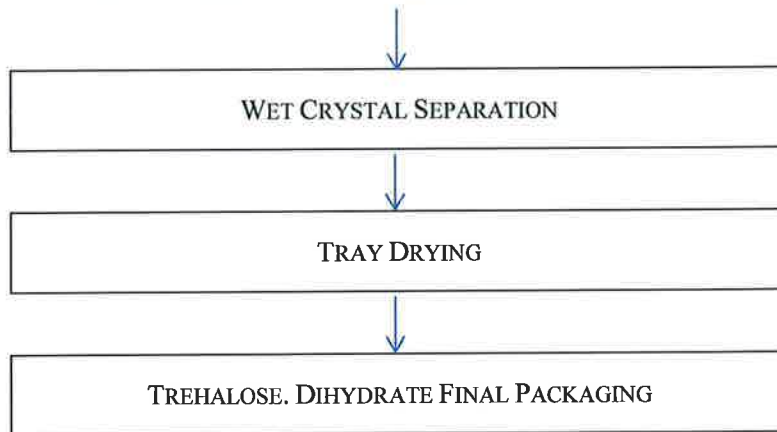 WET CRYSTAL SEPARATION
TRAY DRYING
TREHALOSE. DIHYDRATE FINAL PACKAGING